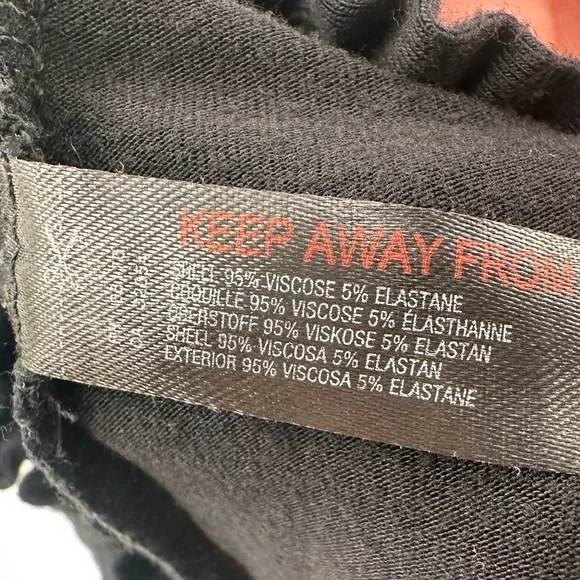 KEEP AWAY FROM
SHELL 95% VISCOSE 5% ELASTANE
COQUILLE 95% VISCOSE 5% ÉLASTHANNE
OBERSTOFF 95% VISKOSE 5% ELASTAN
SHELL 95% VISCOSA 5% ELASTAN
EXTERIOR 95% VISCOSA 5% ELASTANE